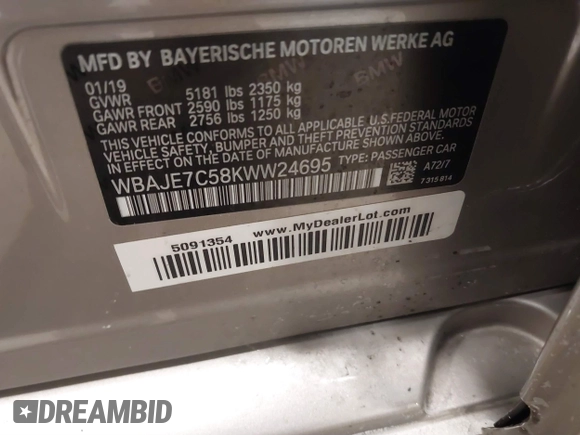 MFD BY BAYERISCHE MOTOREN WERKE AG
01/19
GVWR 5181 lbs 2350 kg
GAWR FRONT 2590 lbs 1175 kg
GAWR REAR 2756 lbs 1250 kg
THIS VEHICLE CONFORMS TO ALL APPLICABLE U.S.FEDERAL MOTOR
VEHICLE SAFETY, BUMPER, AND THEFT PREVENTION STANDARDS
IN EFFECT ON THE DATE OF MANUFACTURE SHOWN ABOVE.
WBAJE7C58KWW24695 TYPE: PASSENGER CAR
A72/7
7 315 814
5091354 www.MyDealerLot.com
DREAMBID